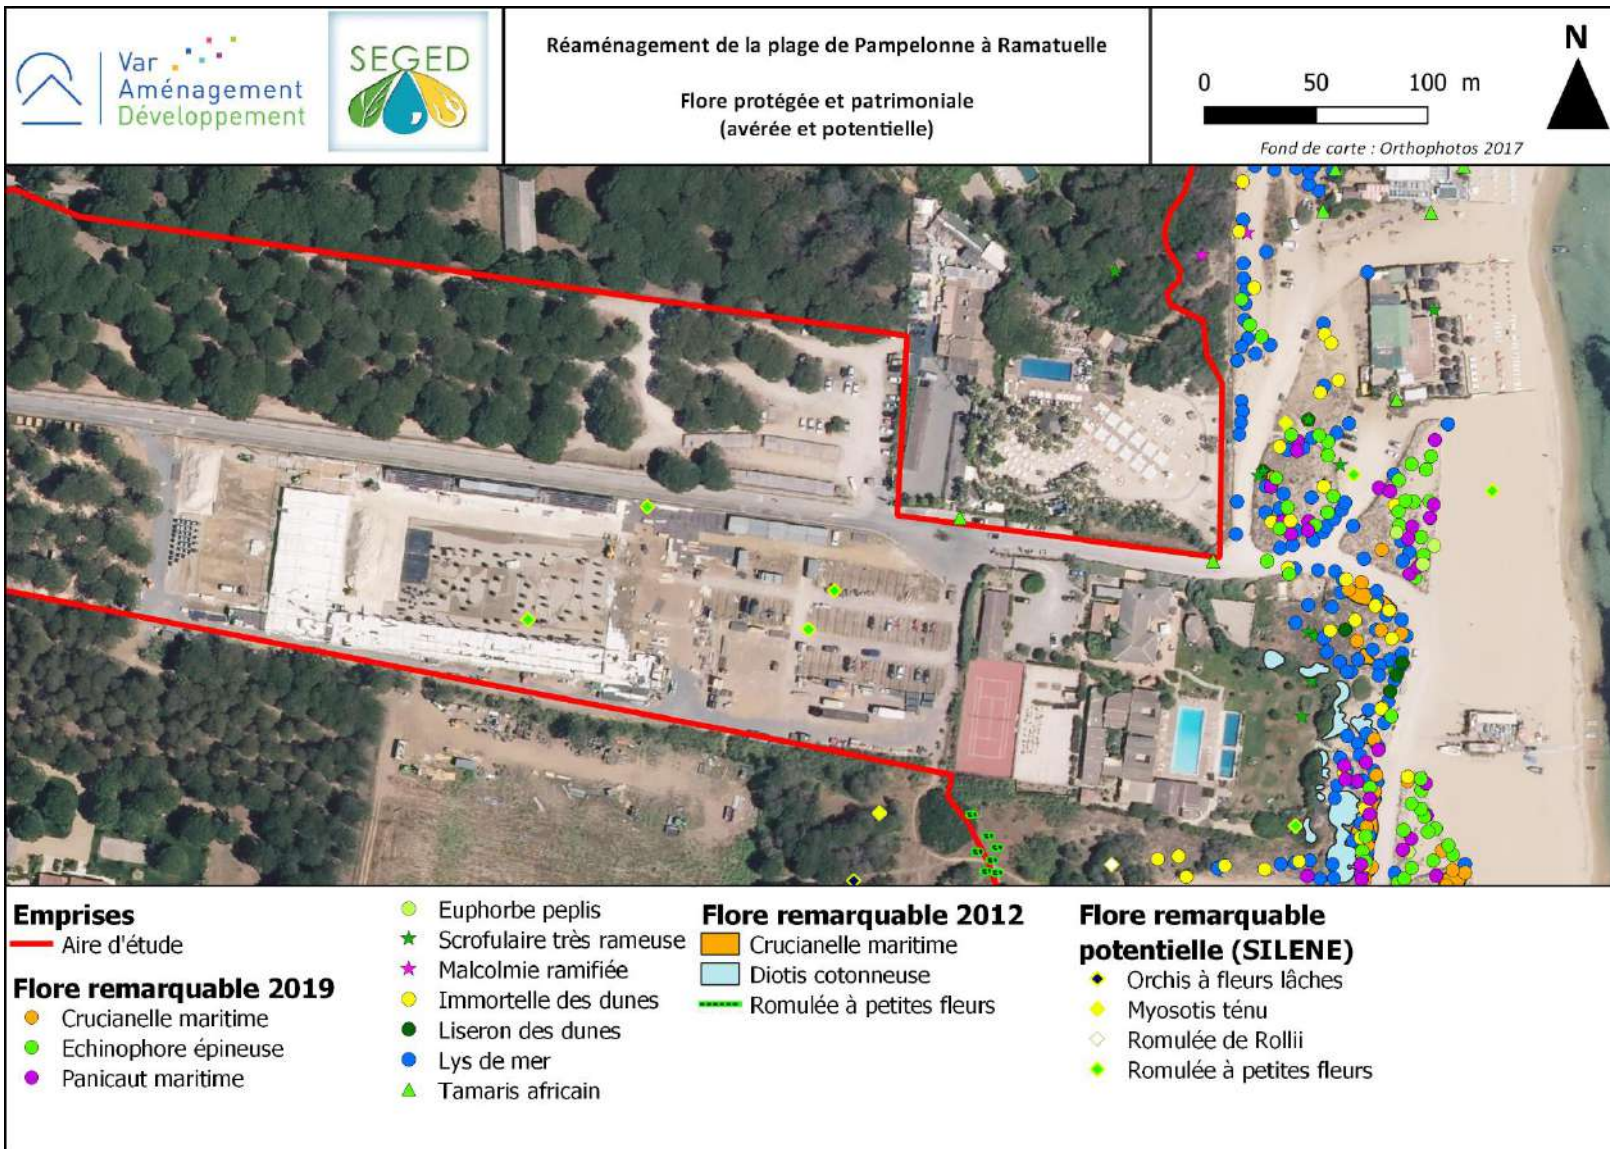 Var
Aménagement
Développement
SEGED
Réaménagement de la plage de Pampelonne à Ramatuelle
Flore protégée et patrimoniale
(avérée et potentielle)
0 50 100 m
N
Fond de carte : Orthophotos 2017
Emprises
Aire d'étude
Flore remarquable 2019
Crucianelle maritime
Echinophore épineuse
Panicaut maritime
Euphorbe peplis
Scrofulaire très rameuse
Malcolmie ramifiée
Immortelle des dunes
Liseron des dunes
Lys de mer
Tamaris africain
Flore remarquable 2012
Crucianelle maritime
Diotis cotonneuse
Romulée à petites fleurs
Flore remarquable
potentielle (SILENE)
Orchis à fleurs lâches
Myosotis ténu
Romulée de Rollii
Romulée à petites fleurs